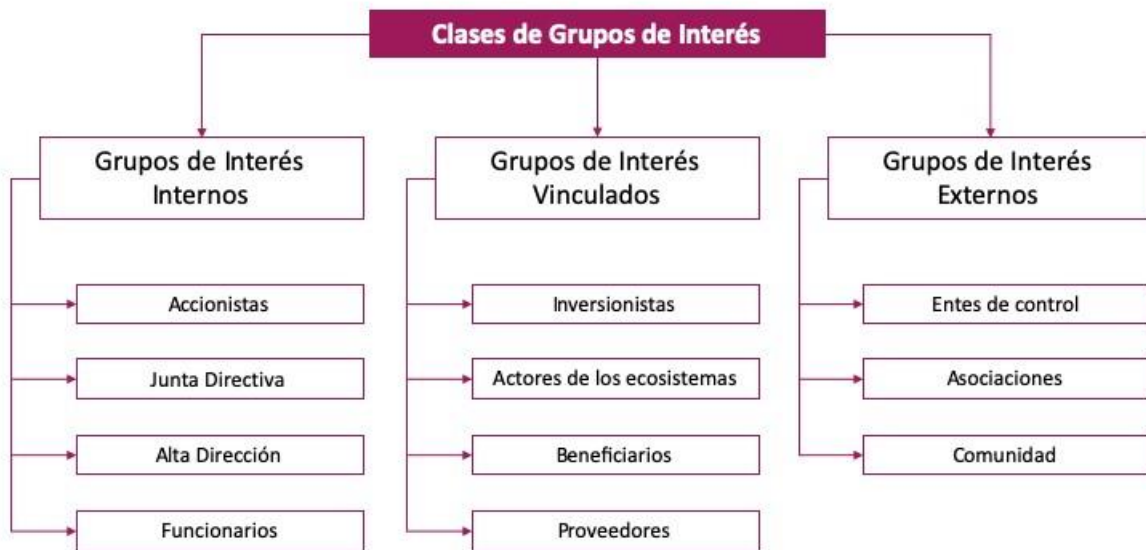 Clases de Grupos de Interés
Grupos de Interés
Internos
Accionistas
Junta Directiva
Alta Dirección
Funcionarios
Grupos de Interés
Vinculados
Inversionistas
Actores de los ecosistemas
Beneficiarios
Proveedores
Grupos de Interés
Externos
Entes de control
Asociaciones
Comunidad